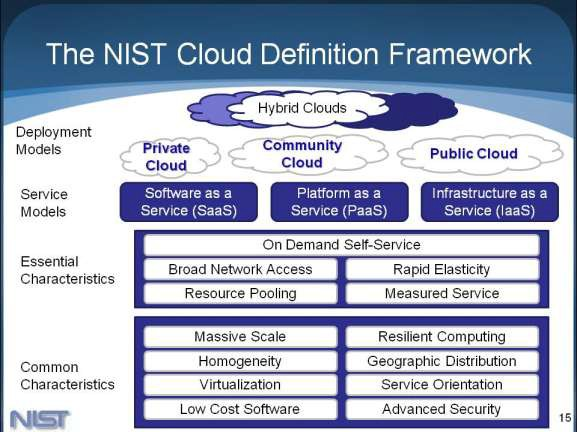 The NIST Cloud Definition Framework
Hybrid Clouds
Deployment
Models
Private
Cloud
Community
Cloud
Public Cloud
Service
Models
Software as a
Service (SaaS)
Platform as a
Service (PaaS)
Infrastructure as a
Service (IaaS)
Essential
Characteristics
On Demand Self-Service
Broad Network Access
Rapid Elasticity
Resource Pooling
Measured Service
Common
Characteristics
Massive Scale
Resilient Computing
Homogeneity
Geographic Distribution
Virtualization
Service Orientation
Low Cost Software
Advanced Security
NIST
15